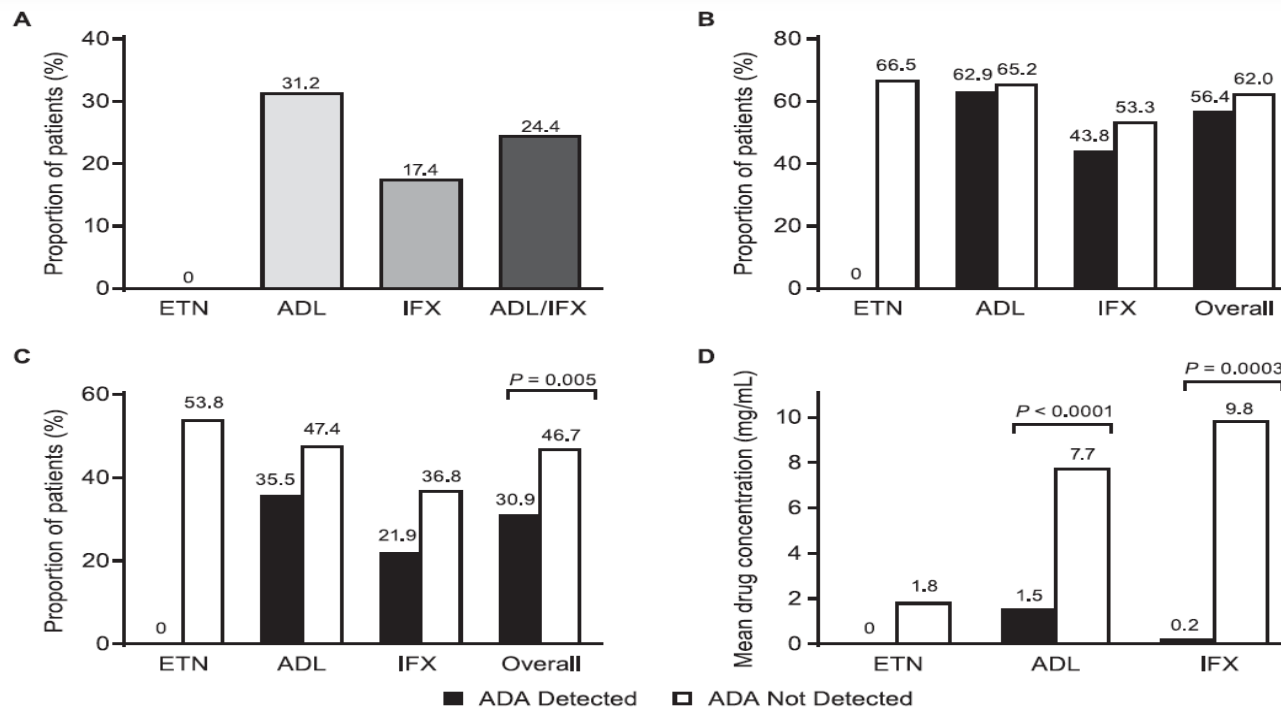 A
Proportion of patients (%)
40
30
20
10
0
0
31.2
17.4
24.4
ETN ADL IFX ADL/IFX
B
Proportion of patients (%)
80
60
40
20
0
0
66.5
62.9
65.2
43.8
53.3
56.4
62.0
ETN ADL IFX Overall
C
Proportion of patients (%)
60
40
20
0
0
53.8
35.5
47.4
21.9
36.8
30.9
46.7
P = 0.005
ETN ADL IFX Overall
D
Mean drug concentration (mg/mL)
10
8
6
4
2
0
0
1.8
1.5
7.7
P < 0.0001
0.2
9.8
P = 0.0003
ETN ADL IFX
ADA Detected ADA Not Detected